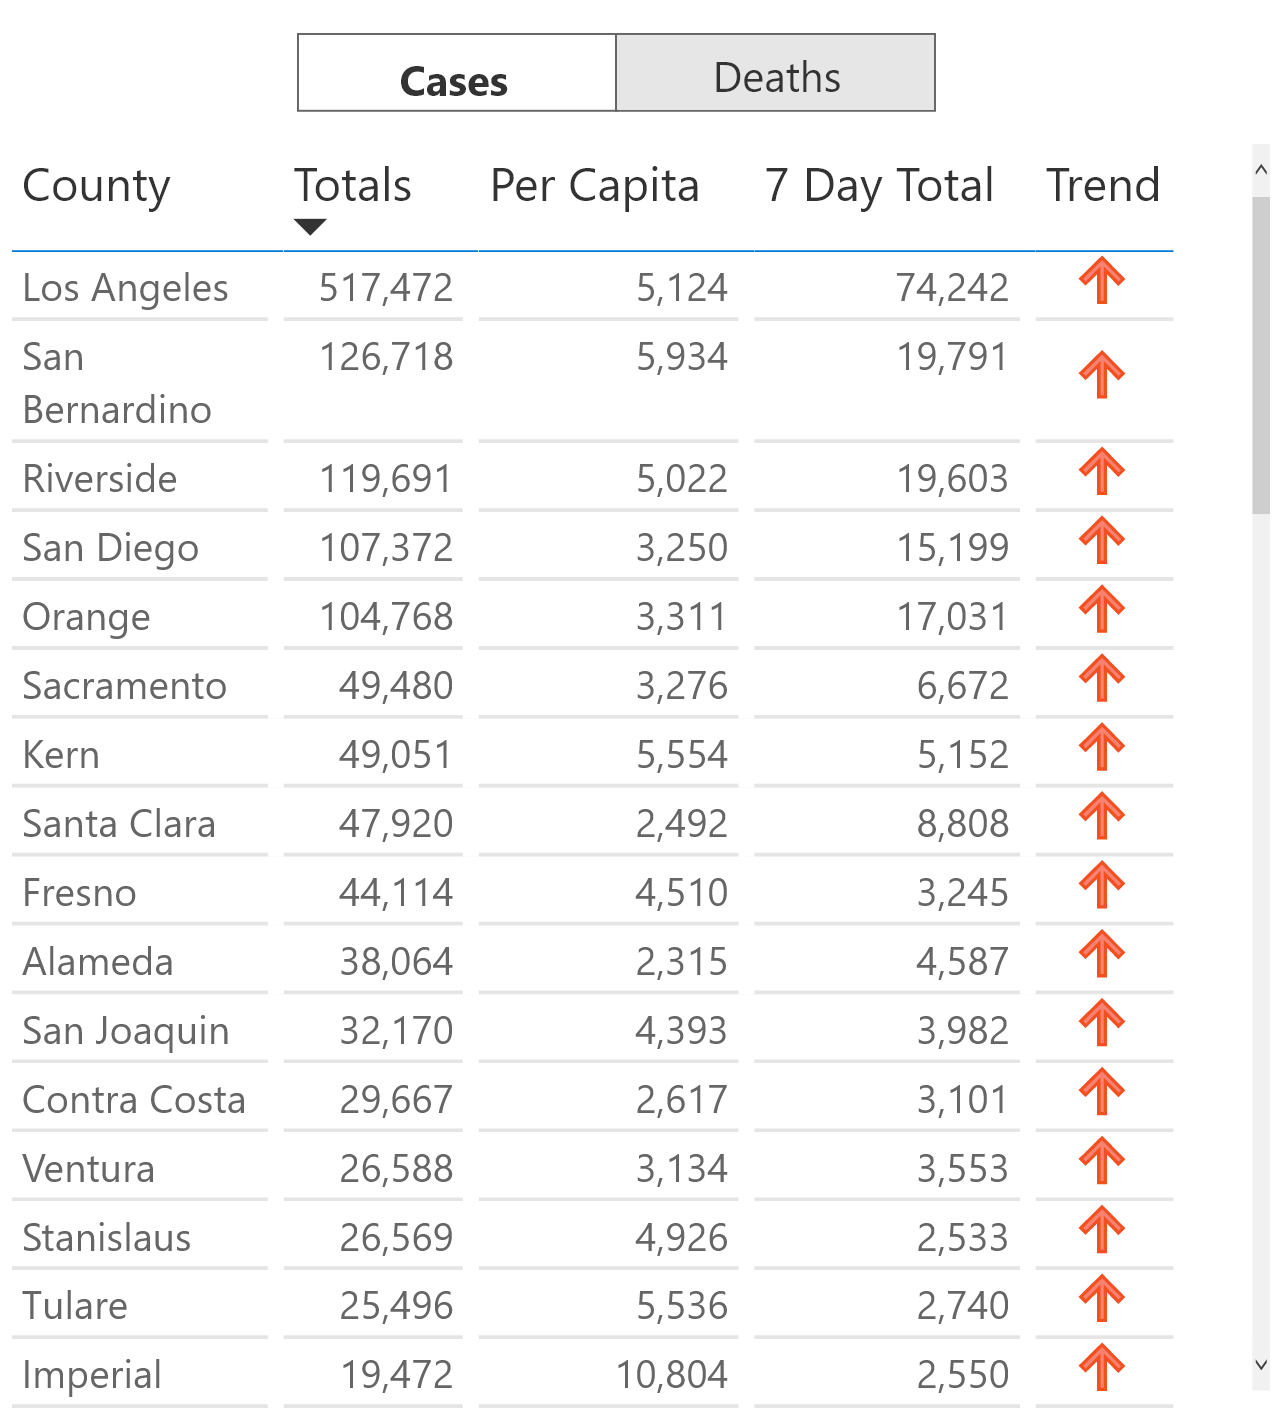 Cases Deaths
County Totals Per Capita 7 Day Total Trend
Los Angeles 517,472 5,124 74,242
San 126,718 5,934 19,791
Bernardino
Riverside 119,691 5,022 19,603
San Diego 107,372 3,250 15,199
Orange 104,768 3,311 17,031
Sacramento 49,480 3,276 6,672
Kern 49,051 5,554 5,152
Santa Clara 47,920 2,492 8,808
Fresno 44,114 4,510 3,245
Alameda 38,064 2,315 4,587
San Joaquin 32,170 4,393 3,982
Contra Costa 29,667 2,617 3,101
Ventura 26,588 3,134 3,553
Stanislaus 26,569 4,926 2,533
Tulare 25,496 5,536 2,740
Imperial 19,472 10,804 2,550